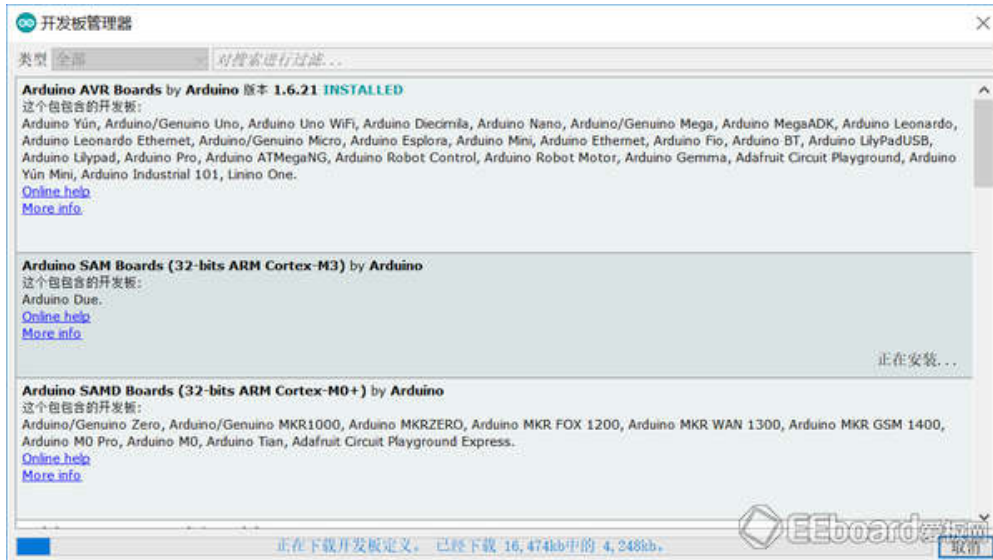 开发板管理器
类型 全部 对搜索进行过滤...
Arduino AVR Boards by Arduino 版本 1.6.21 INSTALLED
这个包包含的开发板:
Arduino Yún, Arduino/Genuino Uno, Arduino Uno WiFi, Arduino Diecimila, Arduino Nano, Arduino/Genuino Mega, Arduino MegaADK, Arduino Leonardo,
Arduino Leonardo Ethernet, Arduino/Genuino Micro, Arduino Esplora, Arduino Mini, Arduino Ethernet, Arduino Fio, Arduino BT, Arduino LilyPadUSB,
Arduino Lilypad, Arduino Pro, Arduino ATMegaNG, Arduino Robot Control, Arduino Robot Motor, Arduino Gemma, Adafruit Circuit Playground, Arduino
Yún Mini, Arduino Industrial 101, Linino One.
Online help
More info
Arduino SAM Boards (32-bits ARM Cortex-M3) by Arduino
这个包包含的开发板:
Arduino Due.
Online help
More info
正在安装...
Arduino SAMD Boards (32-bits ARM Cortex-M0+) by Arduino
这个包包含的开发板:
Arduino/Genuino Zero, Arduino/Genuino MKR1000, Arduino MKRZERO, Arduino MKR FOX 1200, Arduino MKR WAN 1300, Arduino MKR GSM 1400,
Arduino M0 Pro, Arduino M0, Arduino Tian, Adafruit Circuit Playground Express.
Online help
More info
EEboard爱板网
正在下载开发板定义。 已经下载 16,474kb中的 4,248kb。
取消